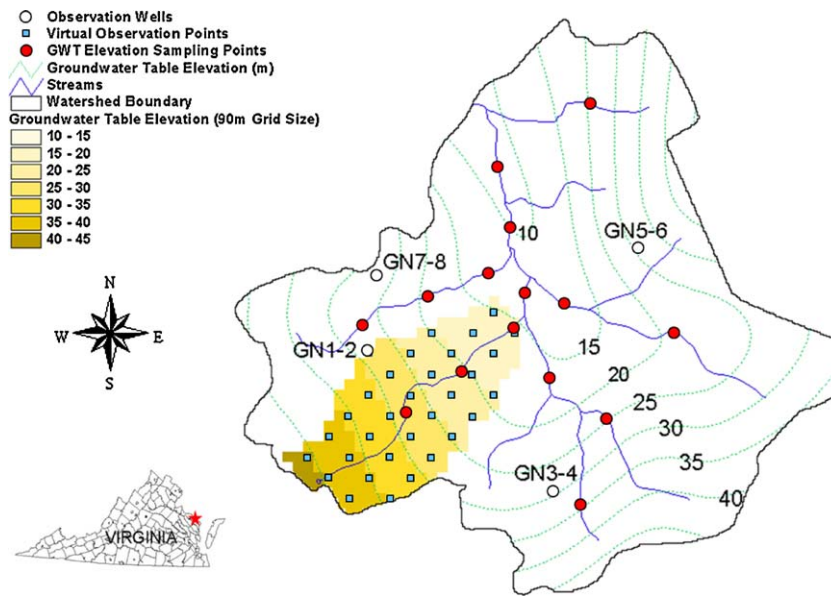 Observation Wells
Virtual Observation Points
GWT Elevation Sampling Points
Groundwater Table Elevation (m)
Streams
Watershed Boundary
Groundwater Table Elevation (90m Grid Size)
10 - 15
15 - 20
20 - 25
25 - 30
30 - 35
35 - 40
40 - 45
N
W E
S
GN7-8
GN5-6
10
GN1-2
15
20
25
30
35
GN3-4
40
VIRGINIA